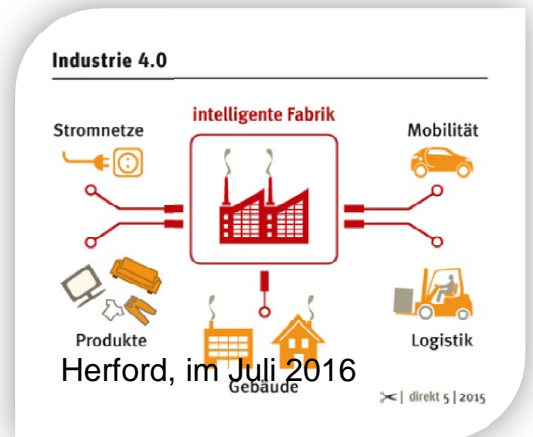 Industrie 4.0
intelligente Fabrik
Stromnetze
Mobilität
Produkte
Logistik
Herford, im Juli 2016
Gebäude
direkt 5 | 2015